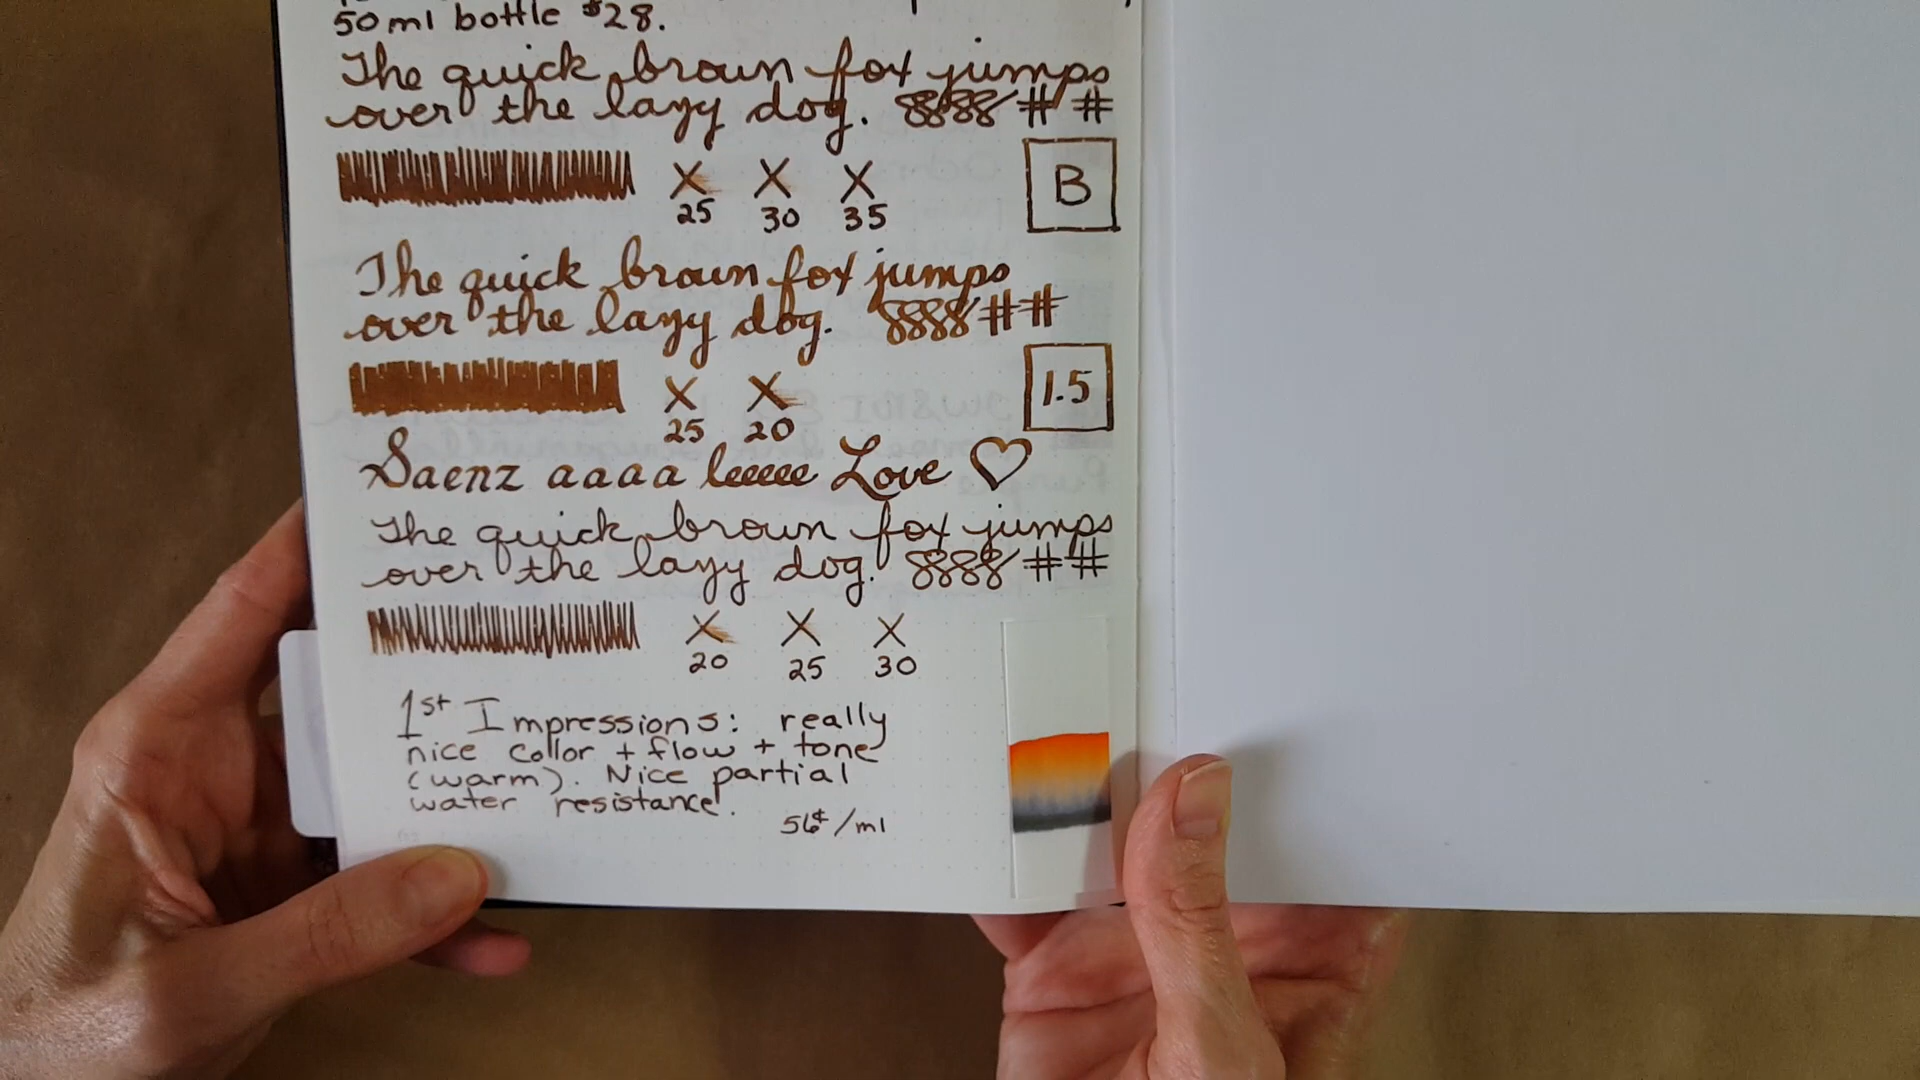 50ml bottle $28.
The quick brown fox jumps
over the lazy dog. 8888 # #
X X X
25 30 35
B
The quick brown fox jumps
over the lazy dog. 8888 # #
X X
25 20
1.5
Saenz aaaa leeeee Love ♡
The quick brown fox jumps
over the lazy dog. 8888 # #
X X X
20 25 30
1st Impressions: really
nice color + flow + tone
(warm). Nice partial
water resistance.
56¢/ml